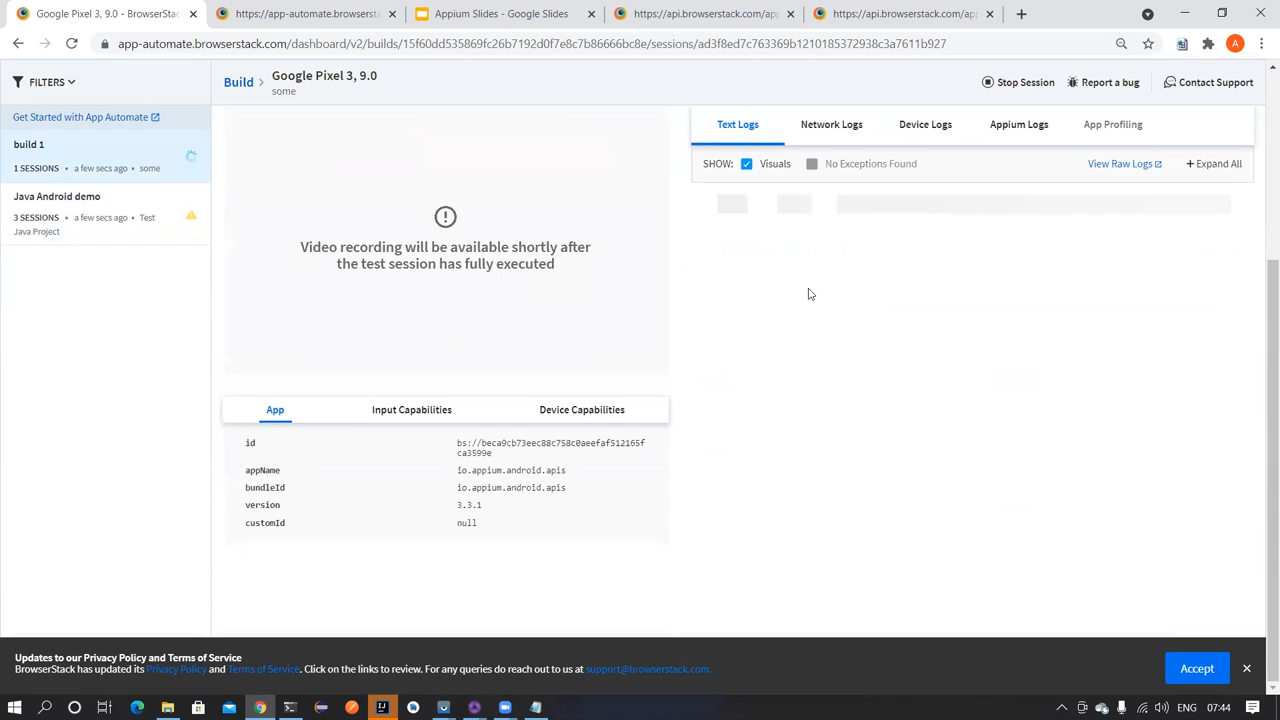 Google Pixel 3, 9.0 - BrowserStac
https://app-automate.browserstac
Appium Slides - Google Slides
https://api.browserstack.com/app
https://api.browserstack.com/app
app-automate.browserstack.com/dashboard/v2/builds/15f60dd535869fc26b7192d0f7e8c7b86666bc8e/sessions/ad3f8ed7c763369b1210185372938c3a7611b927
A
FILTERS
Build > Google Pixel 3, 9.0
some
Stop Session
Report a bug
Contact Support
Get Started with App Automate
build 1
1 SESSIONS • a few secs ago • some
Java Android demo
3 SESSIONS • a few secs ago • Test
Java Project
Video recording will be available shortly after
the test session has fully executed
App
Input Capabilities
Device Capabilities
id bs://beca9cb73eec88c758c0aeefaf512165f
ca3599e
appName io.appium.android.apis
bundleId io.appium.android.apis
version 3.3.1
customId null
Text Logs
Network Logs
Device Logs
Appium Logs
App Profiling
SHOW: Visuals No Exceptions Found
View Raw Logs
+ Expand All
Updates to our Privacy Policy and Terms of Service
BrowserStack has updated its Privacy Policy and Terms of Service. Click on the links to review. For any queries do reach out to us at support@browserstack.com.
Accept
ENG
07:44